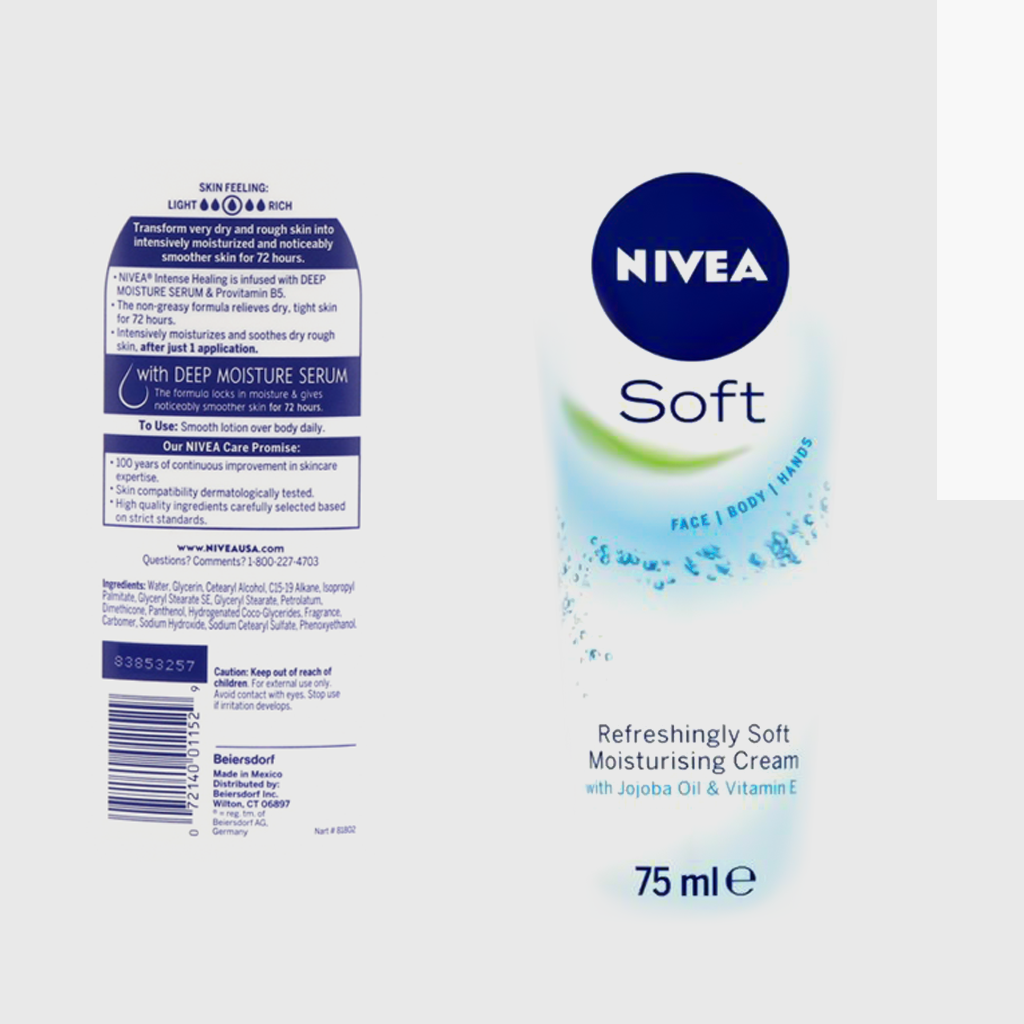 SKIN FEELING:
LIGHT RICH
Transform very dry and rough skin into
intensively moisturized and noticeably
smoother skin for 72 hours.
• NIVEA® Intense Healing is infused with DEEP
MOISTURE SERUM & Provitamin B5.
• The non-greasy formula relieves dry, tight skin
for 72 hours.
• Intensively moisturizes and soothes dry rough
skin, after just 1 application.
with DEEP MOISTURE SERUM
The formula locks in moisture & gives
noticeably smoother skin for 72 hours.
To Use: Smooth lotion over body daily.
Our NIVEA Care Promise:
• 100 years of continuous improvement in skincare
expertise.
• Skin compatibility dermatologically tested.
• High quality ingredients carefully selected based
on strict standards.
www.NIVEAUSA.com
Questions? Comments? 1-800-227-4703
Ingredients: Water, Glycerin, Cetearyl Alcohol, C15-19 Alkane, Isopropyl
Palmitate, Glyceryl Stearate SE, Glyceryl Stearate, Petrolatum,
Dimethicone, Panthenol, Hydrogenated Coco-Glycerides, Fragrance,
Carbomer, Sodium Hydroxide, Sodium Cetearyl Sulfate, Phenoxyethanol.
83853257
Caution: Keep out of reach of
children. For external use only.
Avoid contact with eyes. Stop use
if irritation develops.
0 72140 01152 9
Beiersdorf
Made in Mexico
Distributed by:
Beiersdorf Inc.
Wilton, CT 06897
® = reg. tm. of
Beiersdorf AG,
Germany
Nart # 81802
NIVEA
Soft
FACE | BODY | HANDS
Refreshingly Soft
Moisturising Cream
with Jojoba Oil & Vitamin E
75 ml ℮